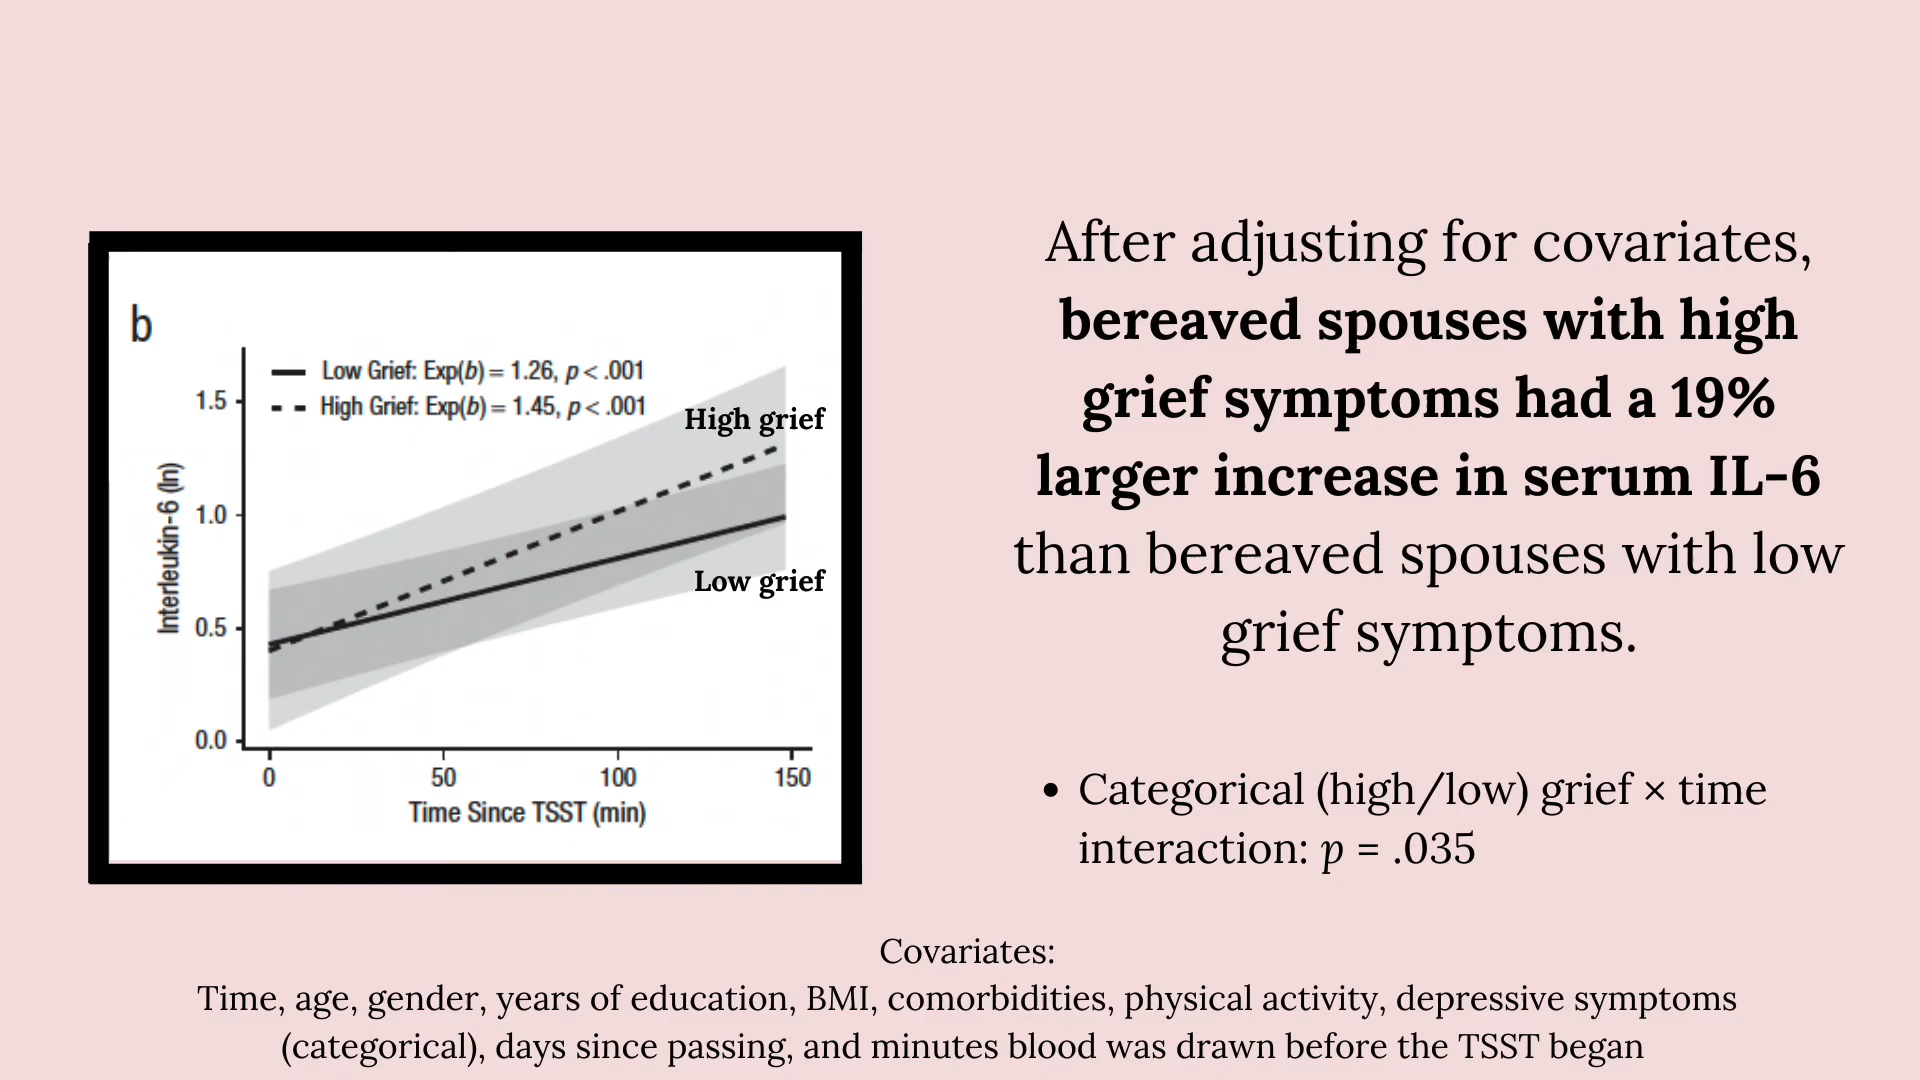 b
Low Grief: Exp(b) = 1.26, p < .001
High Grief: Exp(b) = 1.45, p < .001
High grief
Low grief
1.5
1.0
0.5
0.0
Interleukin-6 (ln)
0 50 100 150
Time Since TSST (min)
After adjusting for covariates,
bereaved spouses with high
grief symptoms had a 19%
larger increase in serum IL-6
than bereaved spouses with low
grief symptoms.
• Categorical (high/low) grief × time
interaction: p = .035
Covariates:
Time, age, gender, years of education, BMI, comorbidities, physical activity, depressive symptoms
(categorical), days since passing, and minutes blood was drawn before the TSST began